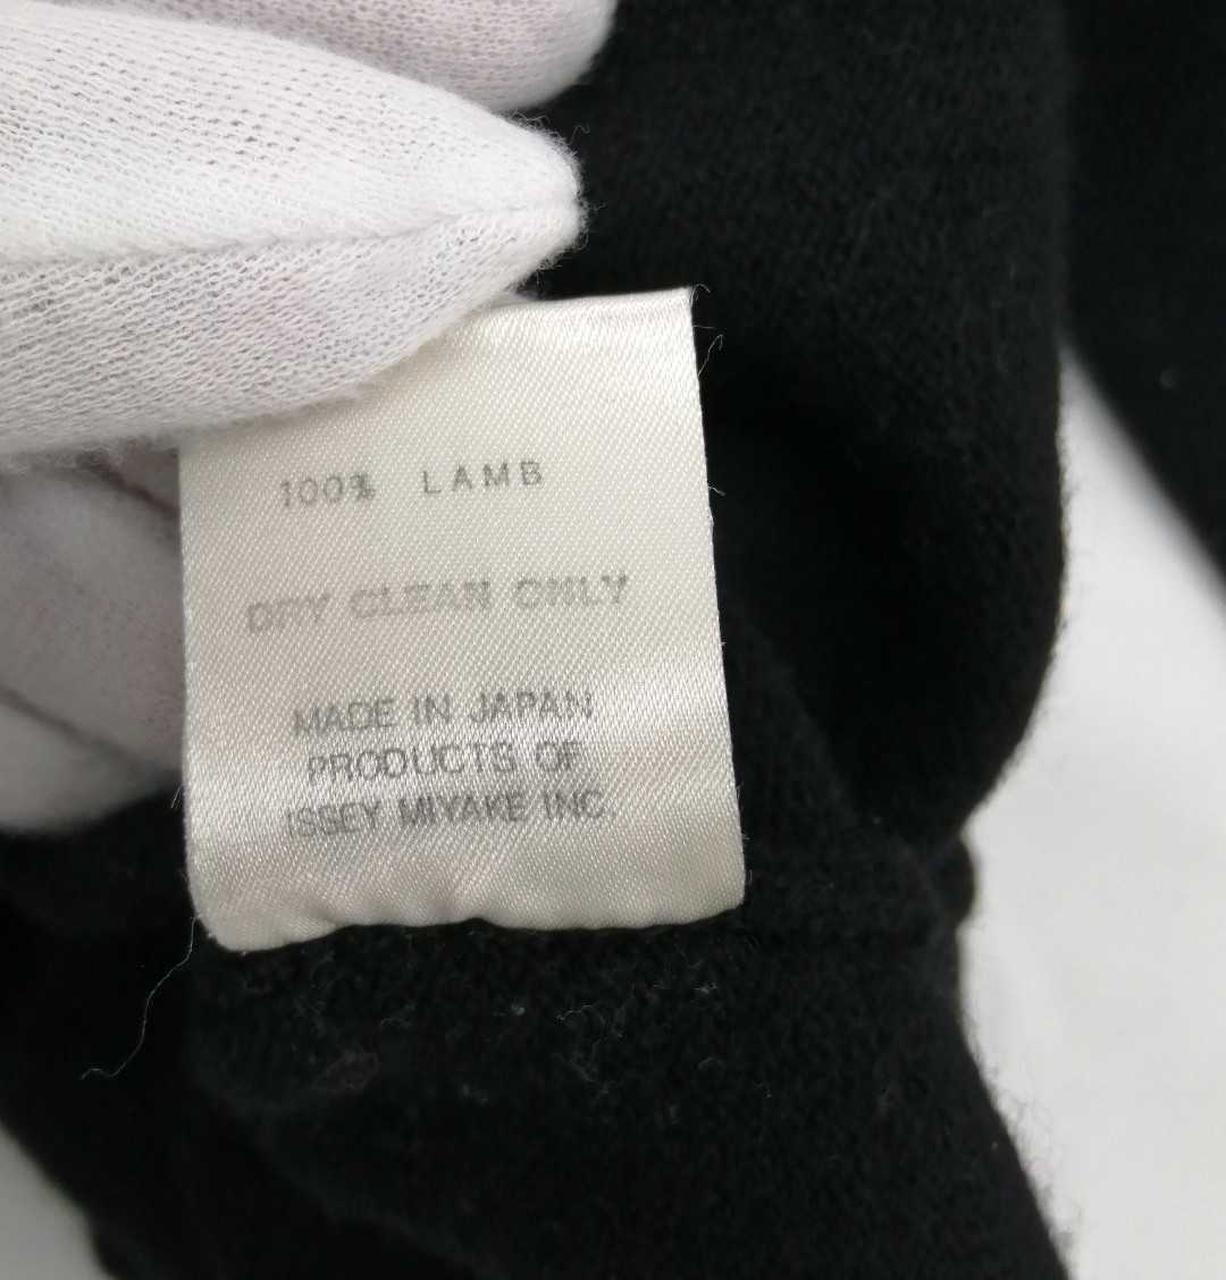 100% LAMB
DRY CLEAN ONLY
MADE IN JAPAN
PRODUCTS OF
ISSEY MIYAKE INC.